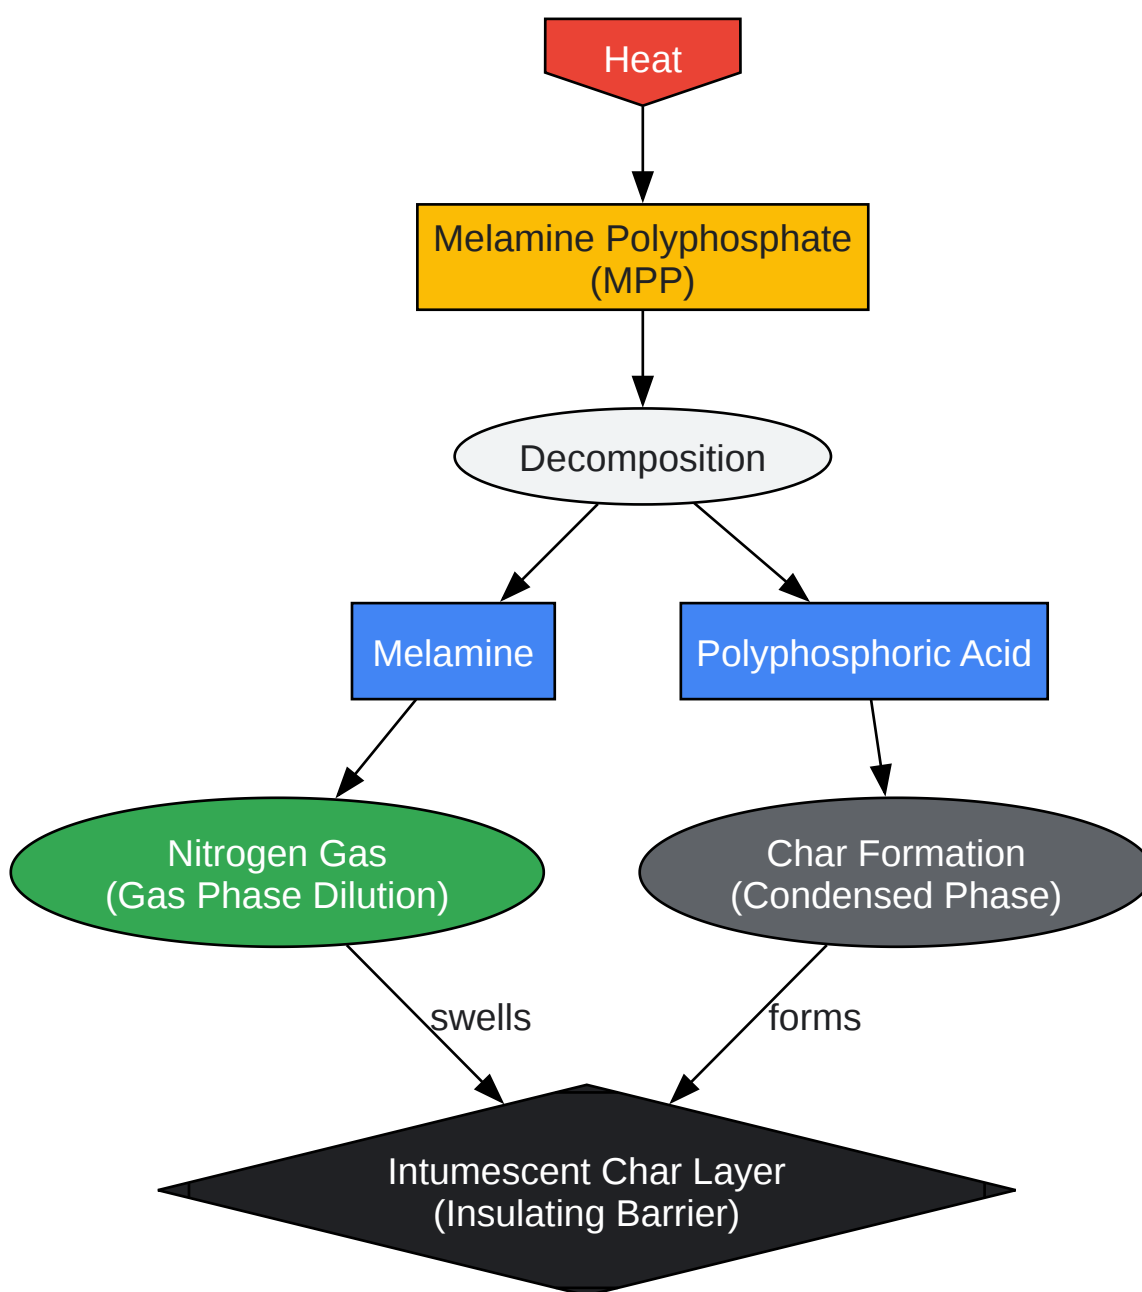 Heat
Melamine Polyphosphate
(MPP)
Decomposition
Melamine
Polyphosphoric Acid
Nitrogen Gas
(Gas Phase Dilution)
Char Formation
(Condensed Phase)
swells
forms
Intumescent Char Layer
(Insulating Barrier)